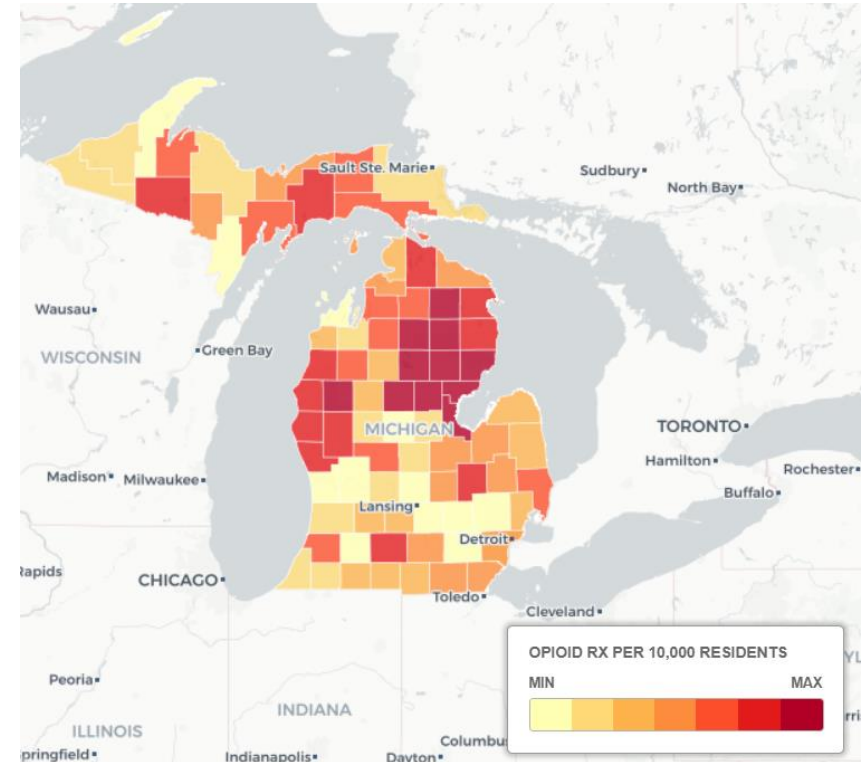 Sault Ste. Marie
Sudbury
North Bay
Wausau
Green Bay
WISCONSIN
MICHIGAN
TORONTO
Hamilton
Rochester
Madison
Milwaukee
Buffalo
Lansing
Detroit
Rapids
CHICAGO
Toledo
Cleveland
OPIOID RX PER 10,000 RESIDENTS
MIN MAX
Peoria
INDIANA
ILLINOIS
Columbu
pringfield
Indianapolis
Dayton